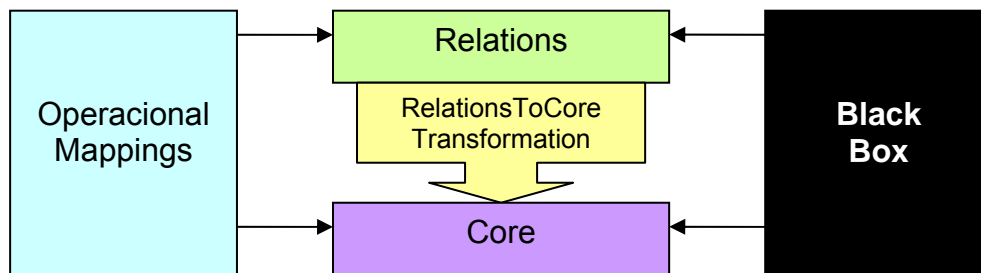 Operacional
Mappings
Relations
RelationsToCore
Transformation
Core
Black
Box